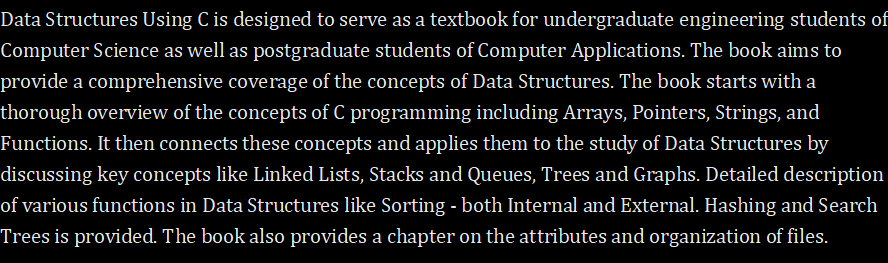 Data Structures Using C is designed to serve as a textbook for undergraduate engineering students of
Computer Science as well as postgraduate students of Computer Applications. The book aims to
provide a comprehensive coverage of the concepts of Data Structures. The book starts with a
thorough overview of the concepts of C programming including Arrays, Pointers, Strings, and
Functions. It then connects these concepts and applies them to the study of Data Structures by
discussing key concepts like Linked Lists, Stacks and Queues, Trees and Graphs. Detailed description
of various functions in Data Structures like Sorting - both Internal and External. Hashing and Search
Trees is provided. The book also provides a chapter on the attributes and organization of files.